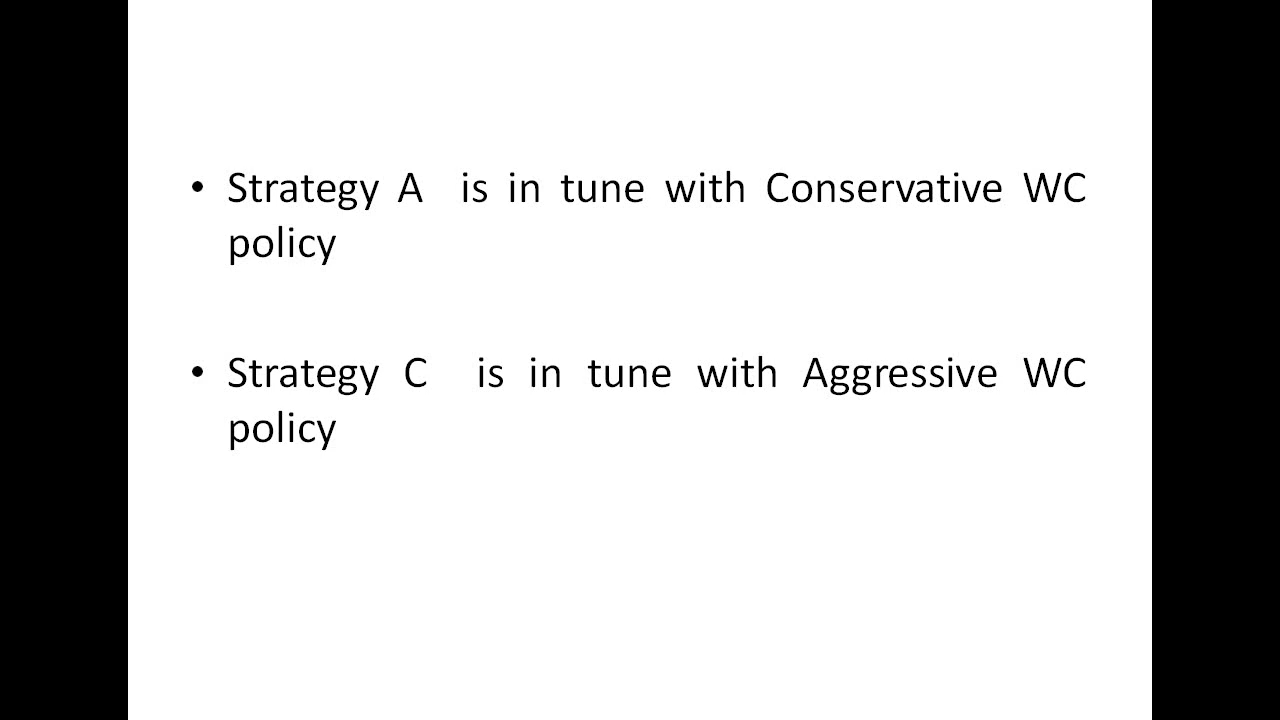 • Strategy A is in tune with Conservative WC
policy
• Strategy C is in tune with Aggressive WC
policy